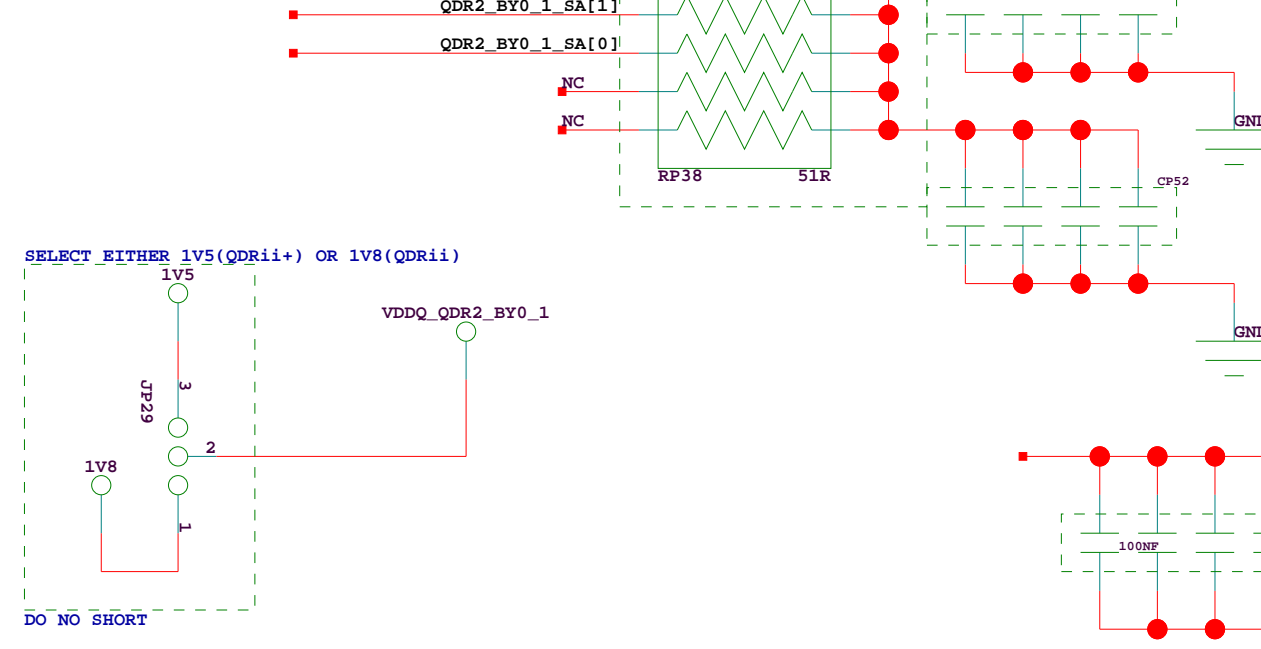 QDR2_BY0_1_SA[1]
QDR2_BY0_1_SA[0]
NC
NC
GND
RP38 51R
CP52
SELECT EITHER 1V5(QDRii+) OR 1V8(QDRii)
1V5
VDDQ_QDR2_BY0_1
GND
3
JP29
2
1V8
1
100NF
DO NO SHORT